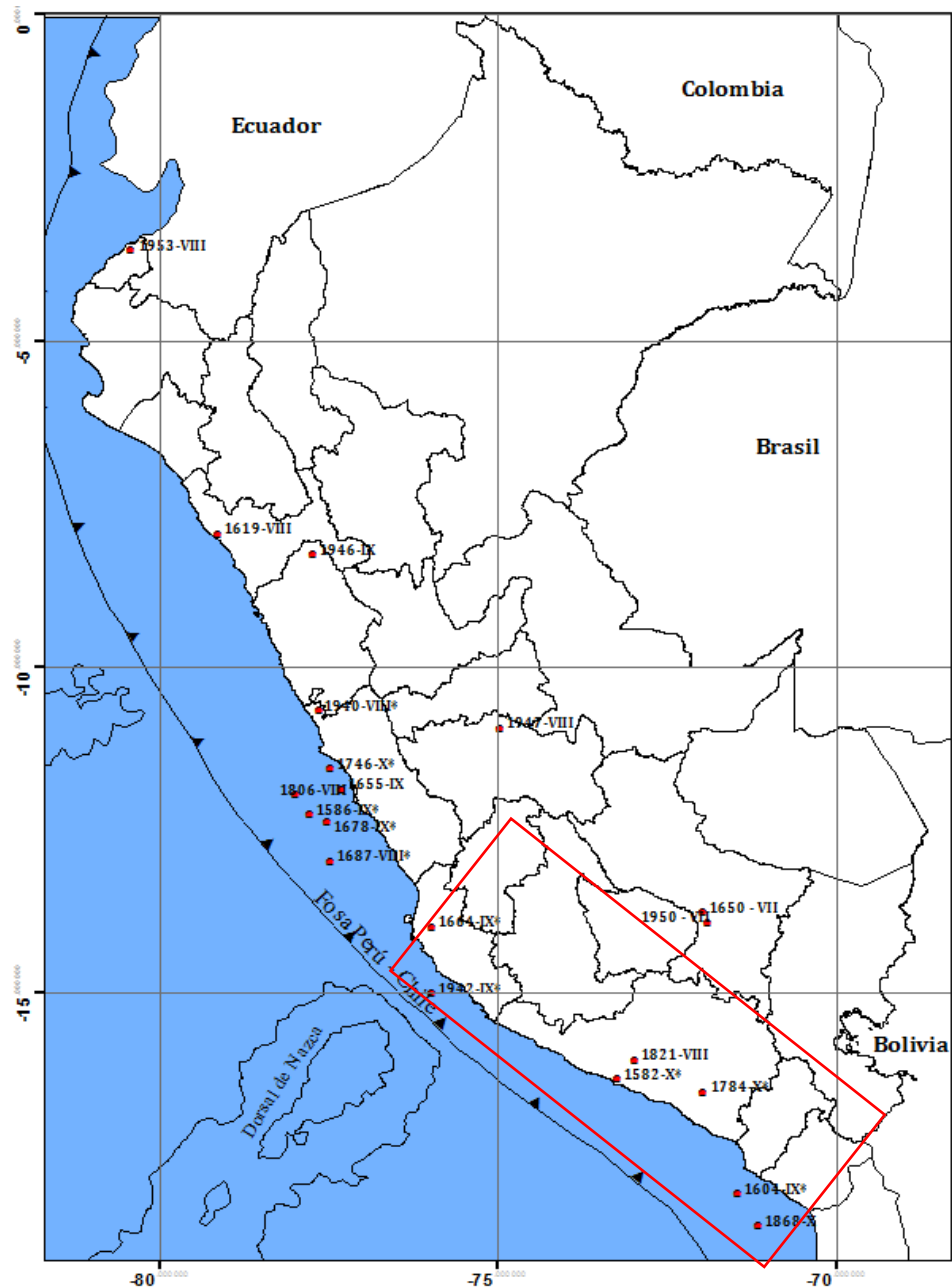 0
Colombia
Ecuador
1953-VIII
-5
Brasil
1619-VIII
1946-IX
-10
1940-VIII*
1947-VIII
1746-X*
1655-IX
1806-VIII
1586-IX*
1678-IX*
1687-VIII*
1650 - VII
1950 - VII
1664-IX*
Fosa Perú - Chile
1942-IX*
-15
Dorsal de Nazca
Bolivia
1821-VIII
1582-X*
1784-X*
1604-IX*
1868-X
-80
-75
-70